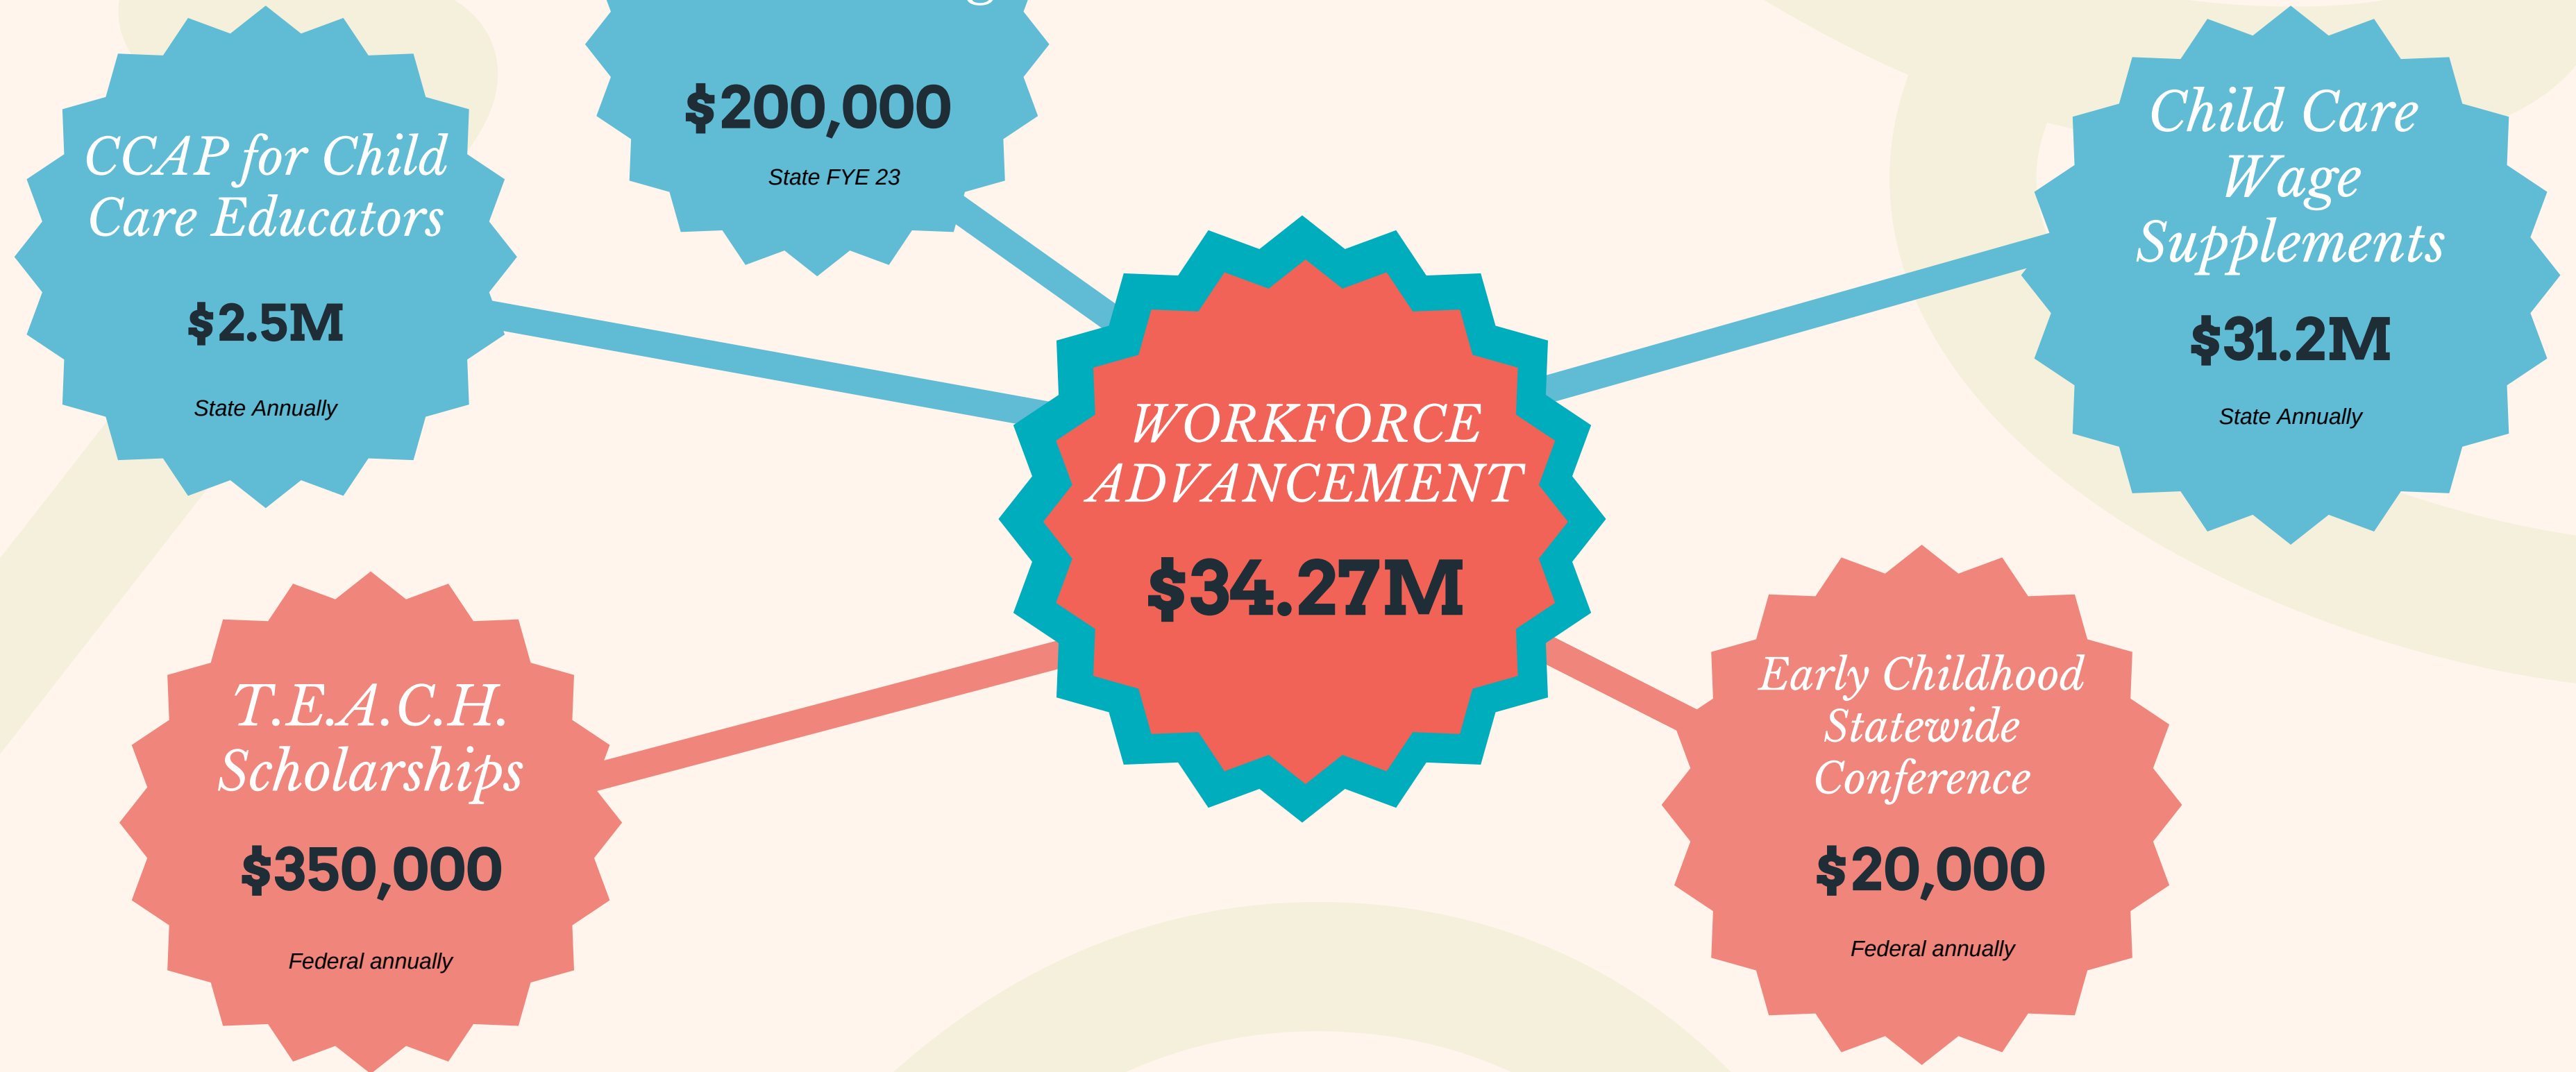 CCAP for Child
Care Educators
$2.5M
State Annually
$200,000
State FYE 23
Child Care
Wage
Supplements
$31.2M
State Annually
WORKFORCE
ADVANCEMENT
$34.27M
T.E.A.C.H.
Scholarships
$350,000
Federal annually
Early Childhood
Statewide
Conference
$20,000
Federal annually